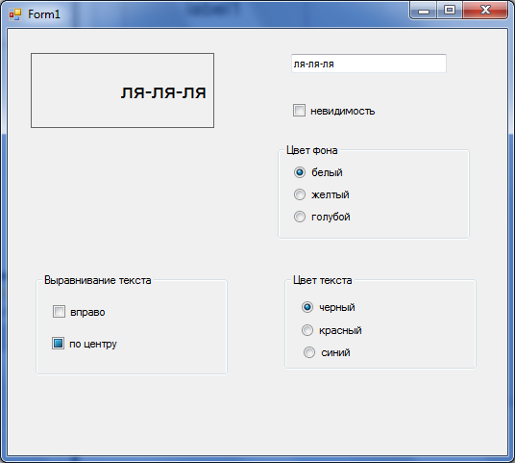 Form1
ля-ля-ля
ля-ля-ля
невидимость
Цвет фона
белый
желтый
голубой
Выравнивание текста
вправо
по центру
Цвет текста
черный
красный
синий